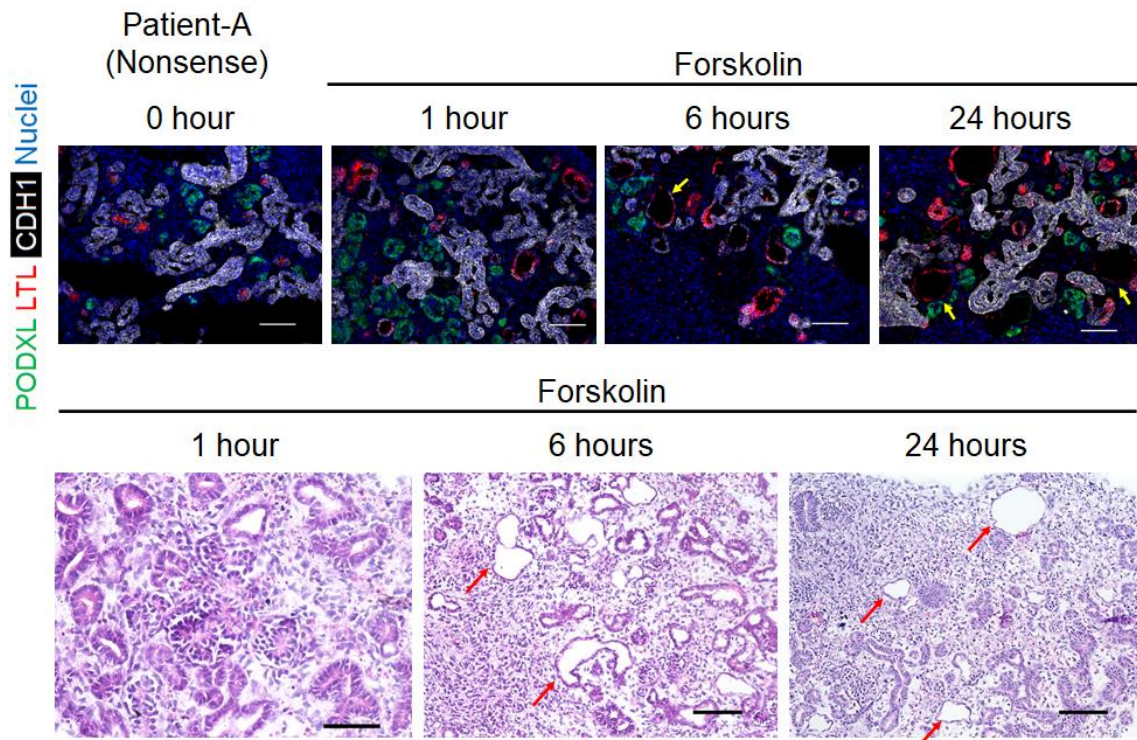 Patient-A
(Nonsense)
Forskolin
0 hour
1 hour
6 hours
24 hours
PODXL LTL CDH1 Nuclei
Forskolin
1 hour
6 hours
24 hours